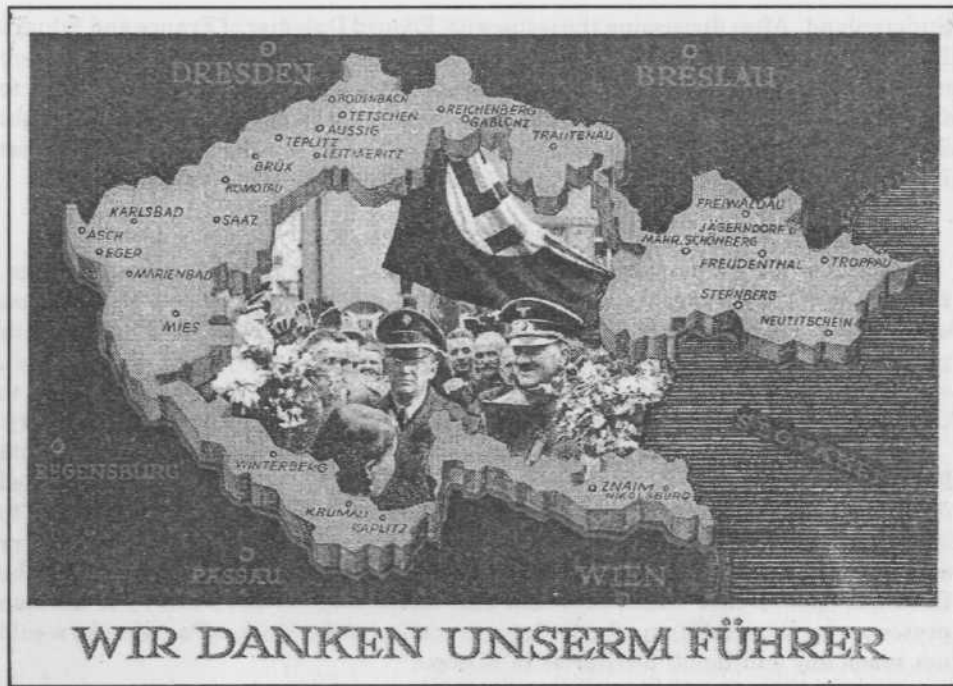 DRESDEN
BRESLAU
BODENBACH
TETSCHEN
AUSSIG
TEPLITZ
LEITMERITZ
BRÜX
KOMOTAU
REICHENBERG
GABLONZ
TRAUTENAU
KARLSBAD
SAAZ
ASCH
EGER
MARIENBAD
MIES
FREIWALDAU
JÄGERNDORF
MÄHR. SCHÖNBERG
FREUDENTHAL
TROPPAU
STERNBERG
NEUTITSCHEIN
REGENSBURG
WINTERBERG
KRUMAU
KAPLITZ
ZNAIM
NIKOLSBURG
PASSAU
WIEN
WIR DANKEN UNSERM FÜHRER